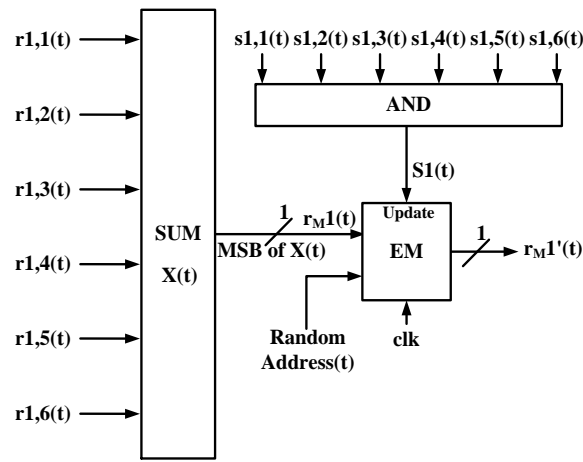 r1,1(t)
r1,2(t)
r1,3(t)
r1,4(t)
r1,5(t)
r1,6(t)
SUM
X(t)
s1,1(t) s1,2(t) s1,3(t) s1,4(t) s1,5(t) s1,6(t)
AND
S1(t)
1
rM1(t)
MSB of X(t)
Update
EM
1
rM1'(t)
Random
Address(t)
clk